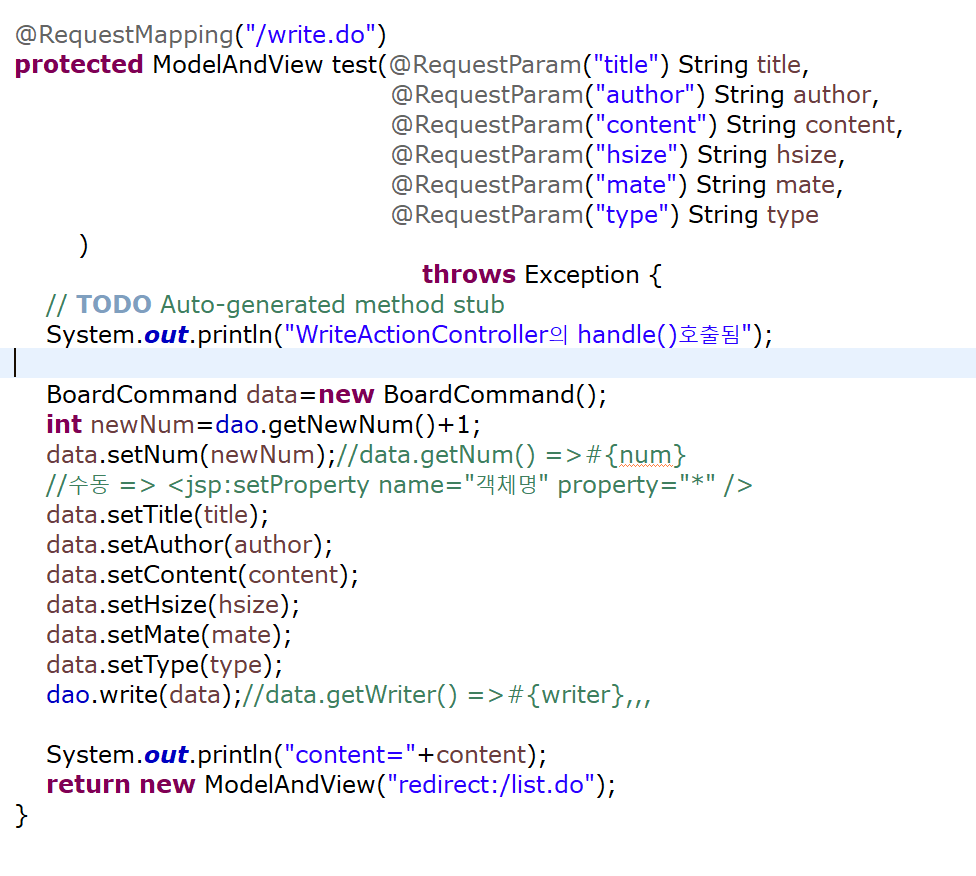 @RequestMapping("/write.do")
protected ModelAndView test(@RequestParam("title") String title,
@RequestParam("author") String author,
@RequestParam("content") String content,
@RequestParam("hsize") String hsize,
@RequestParam("mate") String mate,
@RequestParam("type") String type
)
throws Exception {
// TODO Auto-generated method stub
System.out.println("WriteActionController의 handle()호출됨");
BoardCommand data=new BoardCommand();
int newNum=dao.getNewNum()+1;
data.setNum(newNum);//data.getNum() =>#{num}
//수동 => <jsp:setProperty name="객체명" property="*" />
data.setTitle(title);
data.setAuthor(author);
data.setContent(content);
data.setHsize(hsize);
data.setMate(mate);
data.setType(type);
dao.write(data);//data.getWriter() =>#{writer},,,
System.out.println("content="+content);
return new ModelAndView("redirect:/list.do");
}